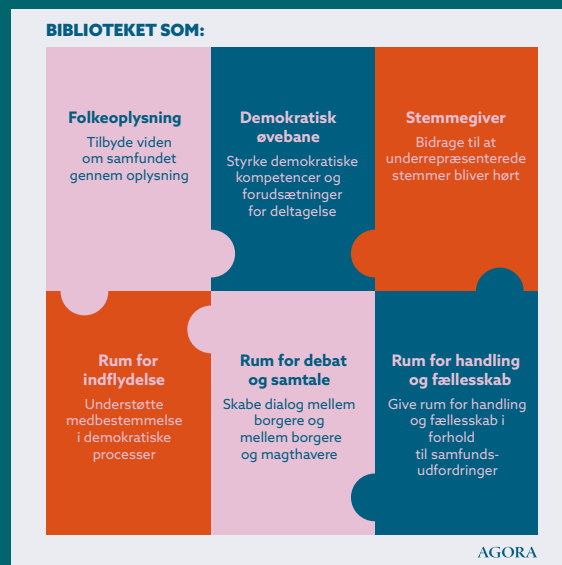 BIBLIOTEKET SOM:
Folkeoplysning
Tilbyde viden
om samfundet
gennem oplysning
Demokratisk
øvebane
Styrke demokratiske
kompetencer og
forudsætninger
for deltagelse
Stemmegiver
Bidrage til at
underrepræsenterede
stemmer bliver hørt
Rum for
indflydelse
Understøtte
medbestemmelse
i demokratiske
processer
Rum for debat
og samtale
Skabe dialog mellem
borgere og
mellem borgere
og magthavere
Rum for handling
og fællesskab
Give rum for handling
og fællesskab i
forhold
til samfunds-
udfordringer
AGORA